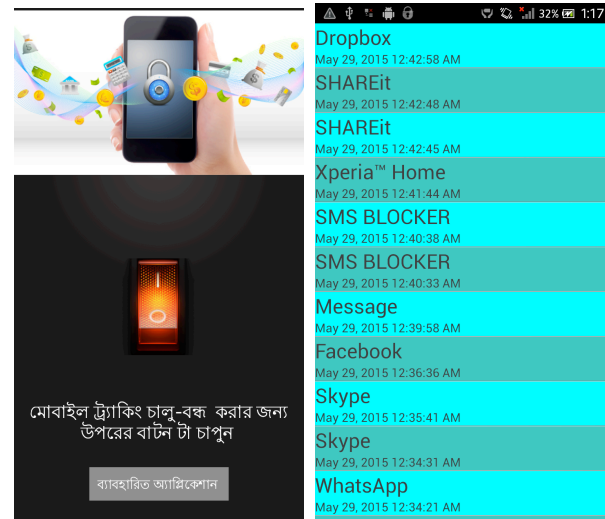 মোবাইল ট্র্যাকিং চালু-বন্ধ করার জন্য
উপরের বাটন টা চাপুন
ব্যাবহারিত অ্যাপ্লিকেশান
32% 1:17
Dropbox
May 29, 2015 12:42:58 AM
SHAREit
May 29, 2015 12:42:48 AM
SHAREit
May 29, 2015 12:42:45 AM
Xperia™ Home
May 29, 2015 12:41:44 AM
SMS BLOCKER
May 29, 2015 12:40:38 AM
SMS BLOCKER
May 29, 2015 12:40:33 AM
Message
May 29, 2015 12:39:58 AM
Facebook
May 29, 2015 12:36:36 AM
Skype
May 29, 2015 12:35:41 AM
Skype
May 29, 2015 12:34:31 AM
WhatsApp
May 29, 2015 12:34:21 AM